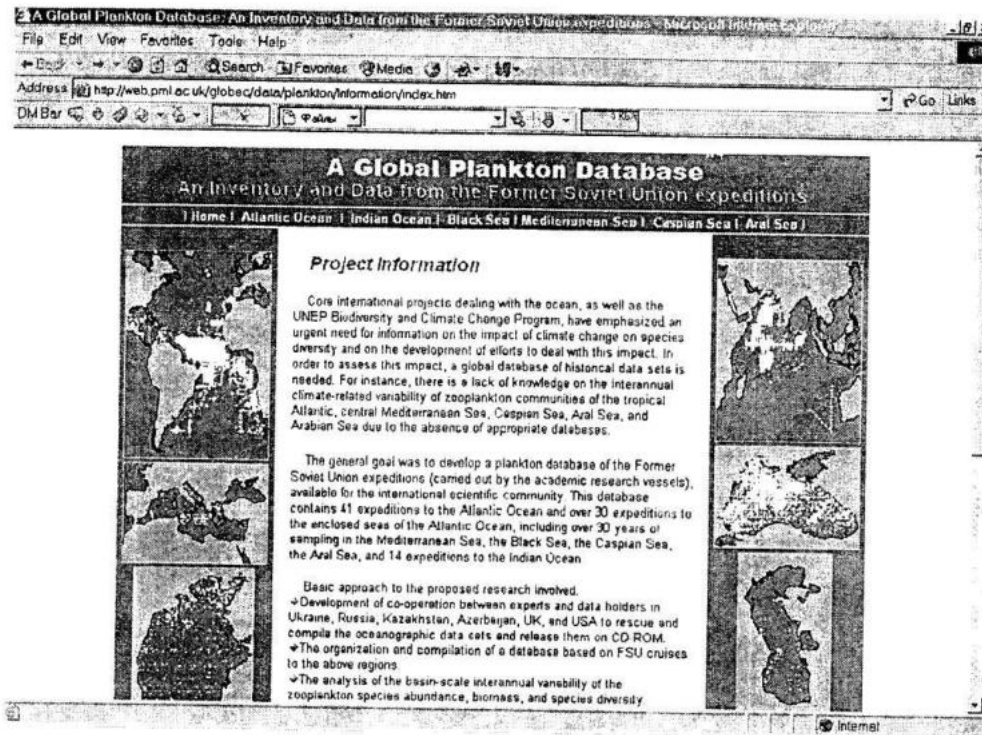 A Global Plankton Database: An Inventory and Data from the Former Soviet Union expeditions - Microsoft Internet Explorer
File Edit View Favorites Tools Help
Back Search Favorites Media
Address http://web.pml.ac.uk/globec/data/plankton/Information/index.htm Go Links
DM Bar
A Global Plankton Database
An Inventory and Data from the Former Soviet Union expeditions
| Home | Atlantic Ocean | Indian Ocean | Black Sea | Mediterranean Sea | Caspian Sea | Aral Sea |
Project Information
Core international projects dealing with the ocean, as well as the
UNEP Biodiversity and Climate Change Program, have emphasized an
urgent need for information on the impact of climate change on species
diversity and on the development of efforts to deal with this impact. In
order to assess this impact, a global database of historical data sets is
needed. For instance, there is a lack of knowledge on the interannual
climate-related variability of zooplankton communities of the tropical
Atlantic, central Mediterranean Sea, Caspian Sea, Aral Sea, and
Arabian Sea due to the absence of appropriate databases.
The general goal was to develop a plankton database of the Former
Soviet Union expeditions (carried out by the academic research vessels),
available for the international scientific community. This database
contains 41 expeditions to the Atlantic Ocean and over 30 expeditions to
the enclosed seas of the Atlantic Ocean, including over 30 years of
sampling in the Mediterranean Sea, the Black Sea, the Caspian Sea,
the Aral Sea, and 14 expeditions to the Indian Ocean
Basic approach to the proposed research involved.
Development of co-operation between experts and data holders in
Ukraine, Russia, Kazakhstan, Azerbaijan, UK, and USA to rescue and
compile the oceanographic data sets and release them on CD-ROM.
The organization and compilation of a database based on FSU cruises
to the above regions
The analysis of the basin-scale interannual variability of the
zooplankton species abundance, biomass, and species diversity
Internet